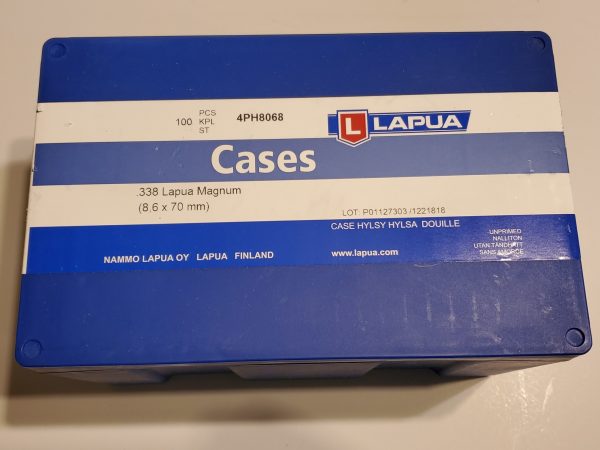 100 PCS KPL ST 4PH8068
L LAPUA
Cases
.338 Lapua Magnum
(8,6 x 70 mm)
LOT: P01127303 /1221818
CASE HYLSY HYLSA DOUILLE
UNPRIMED
NALLITON
UTAN TÄNDHATT
SANS AMORCE
NAMMO LAPUA OY LAPUA FINLAND
www.lapua.com